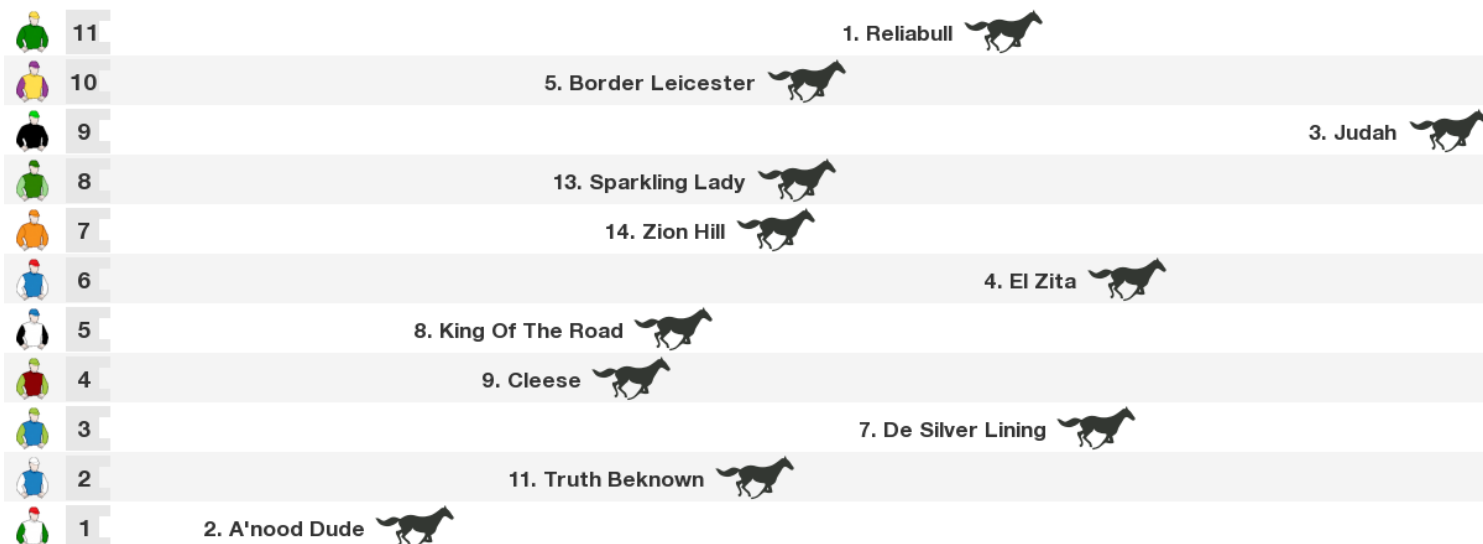 11 1. Reliabull
10 5. Border Leicester
9 3. Judah
8 13. Sparkling Lady
7 14. Zion Hill
6 4. El Zita
5 8. King Of The Road
4 9. Cleese
3 7. De Silver Lining
2 11. Truth Beknown
1 2. A'nood Dude